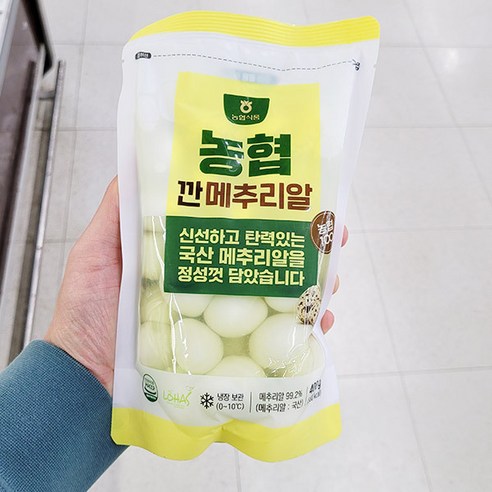 농협식품
농협
깐메추리알
신선하고 탄력있는
국산 메추리알을
정성껏 담았습니다
LOHAS
냉장 보관
(0~10℃)
메추리알 99.2%
(메추리알 : 국산)